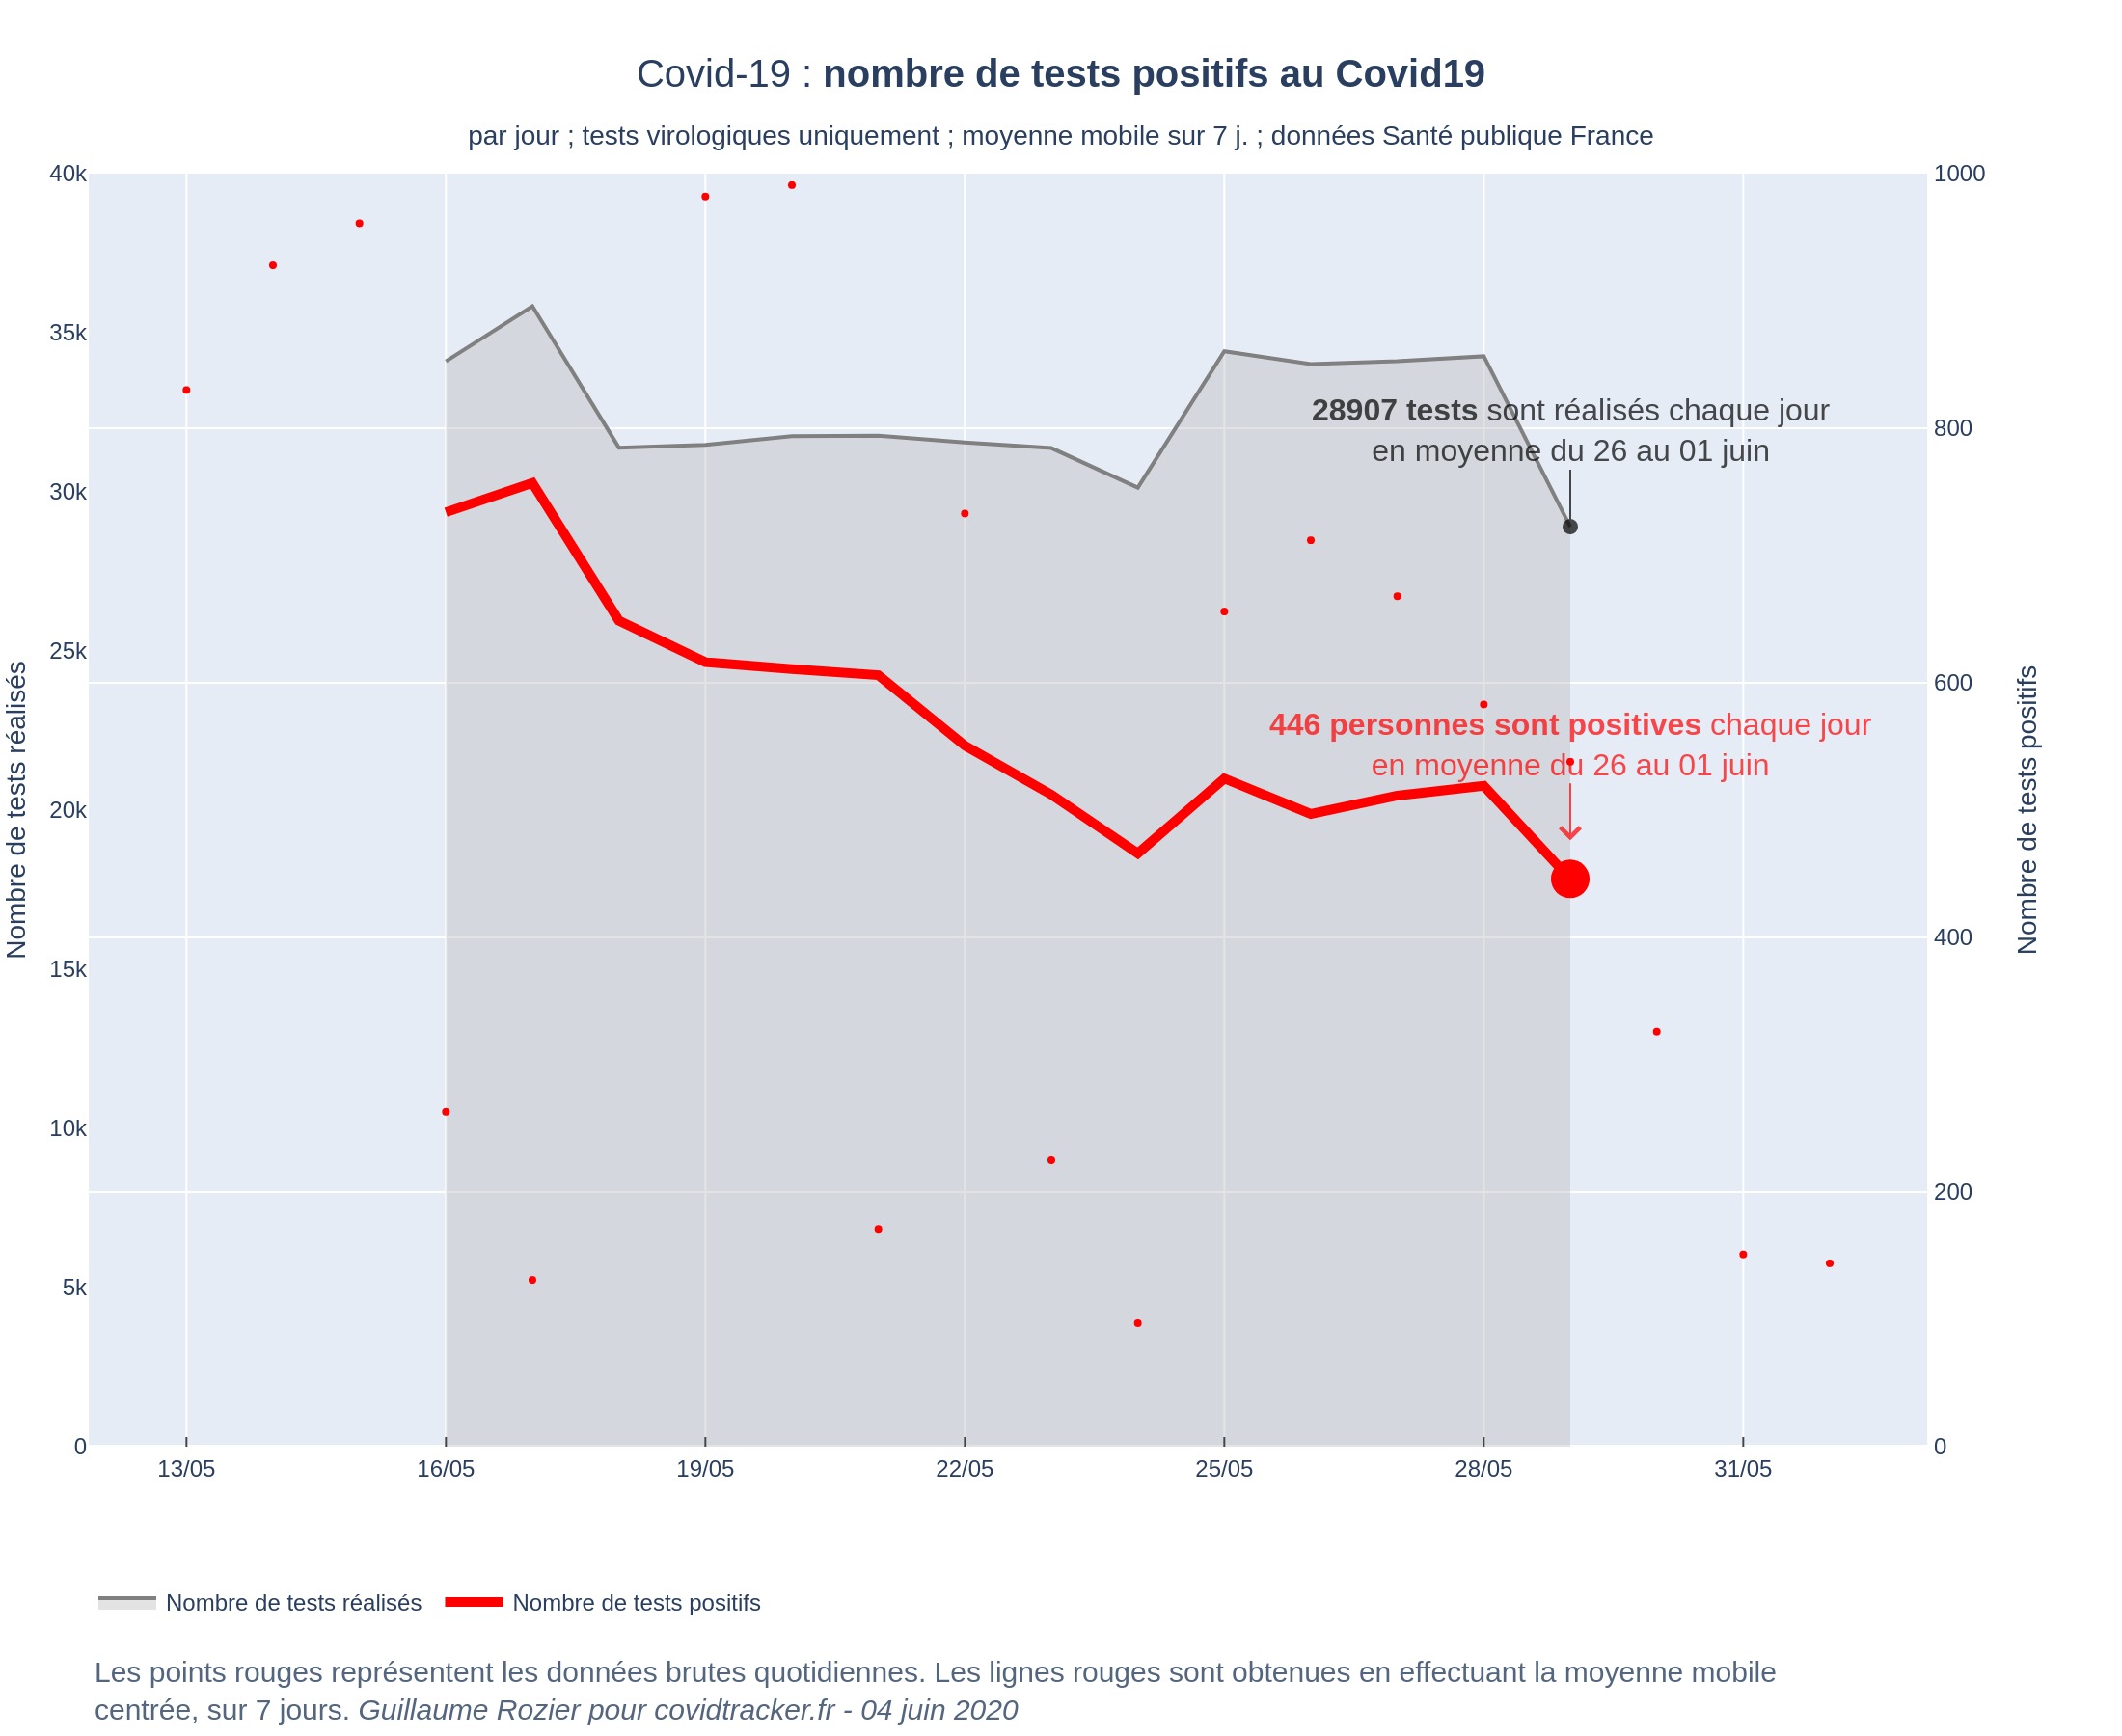 Covid-19 : nombre de tests positifs au Covid19
par jour ; tests virologiques uniquement ; moyenne mobile sur 7 j. ; données Santé publique France
40k
35k
30k
25k
20k
15k
10k
5k
0
Nombre de tests réalisés
1000
800
600
400
200
0
Nombre de tests positifs
28907 tests sont réalisés chaque jour
en moyenne du 26 au 01 juin
446 personnes sont positives chaque jour
en moyenne du 26 au 01 juin
13/05
16/05
19/05
22/05
25/05
28/05
31/05
Nombre de tests réalisés
Nombre de tests positifs
Les points rouges représentent les données brutes quotidiennes. Les lignes rouges sont obtenues en effectuant la moyenne mobile
centrée, sur 7 jours. Guillaume Rozier pour covidtracker.fr - 04 juin 2020